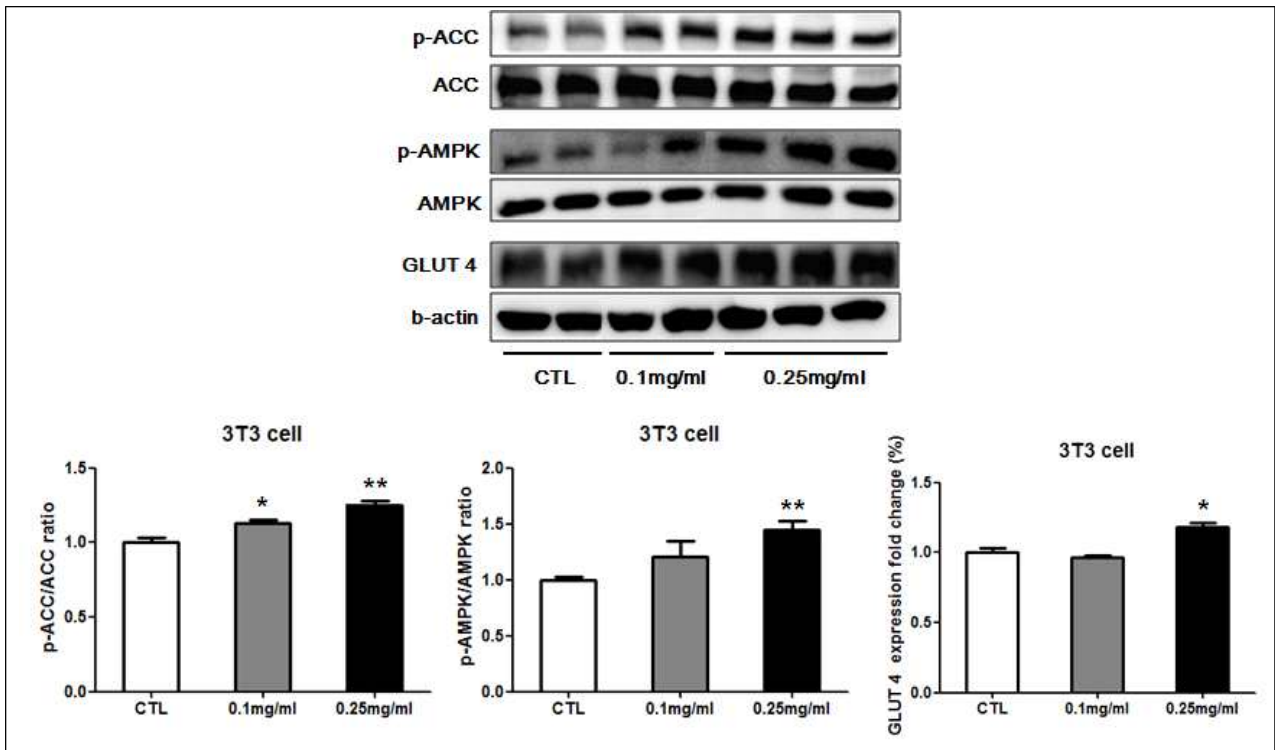 p-ACC
ACC
p-AMPK
AMPK
GLUT 4
b-actin
CTL 0.1mg/ml 0.25mg/ml
3T3 cell
p-ACC/ACC ratio
1.5
1.0
0.5
0.0
*
**
CTL 0.1mg/ml 0.25mg/ml
3T3 cell
p-AMPK/AMPK ratio
2.0
1.5
1.0
0.5
0.0
**
CTL 0.1mg/ml 0.25mg/ml
3T3 cell
GLUT 4 expression fold change (%)
1.5
1.0
0.5
0.0
*
CTL 0.1mg/ml 0.25mg/ml